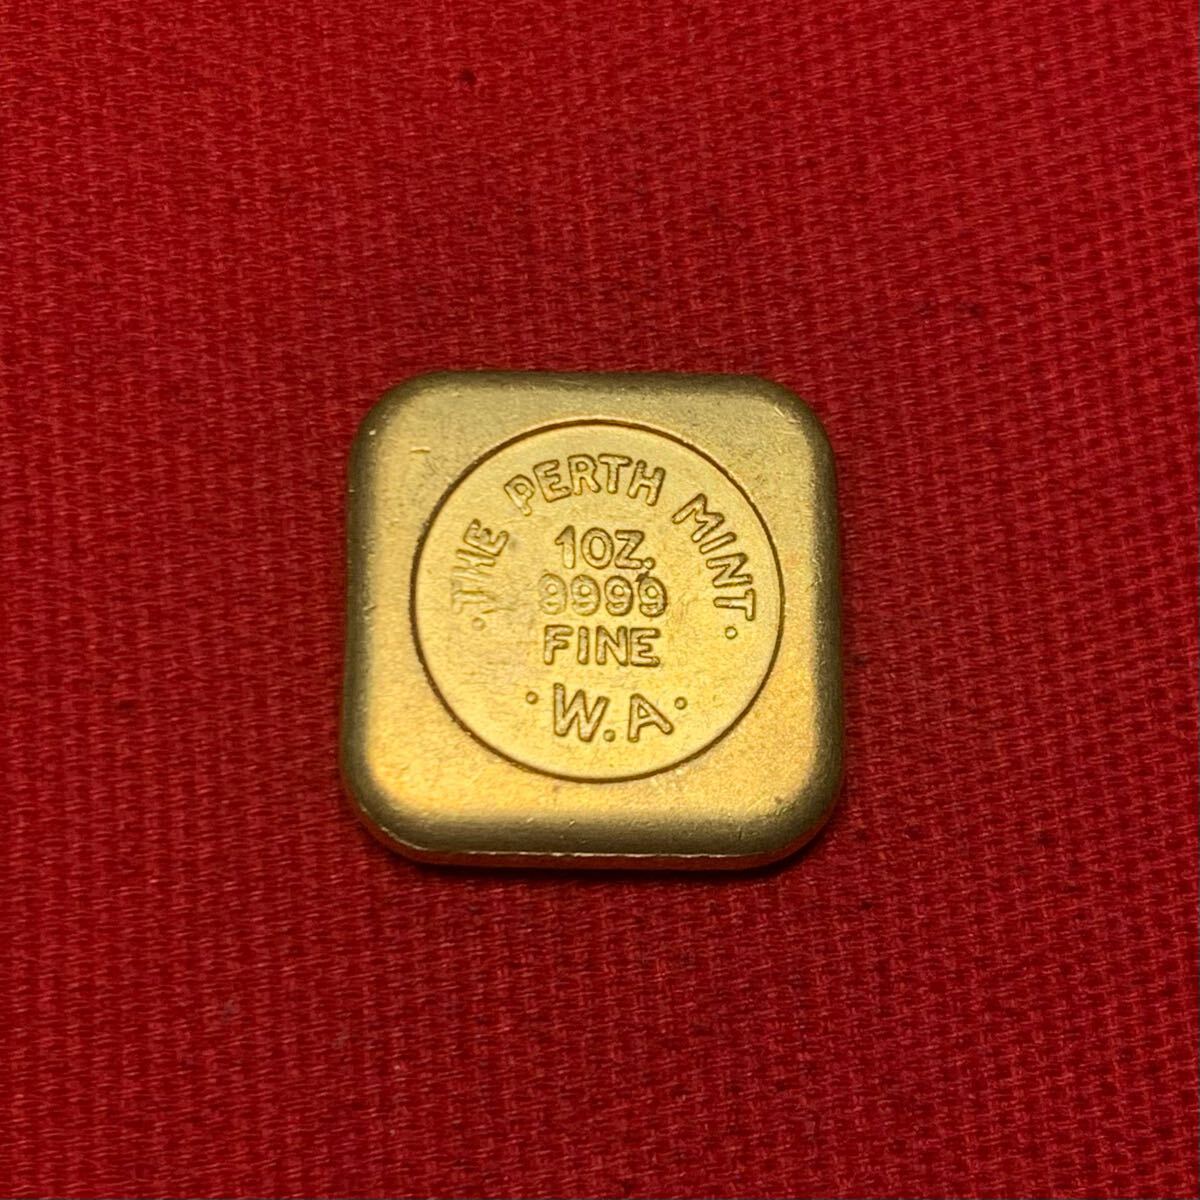 · THE PERTH MINT ·
1OZ.
9999
FINE
· W.A ·